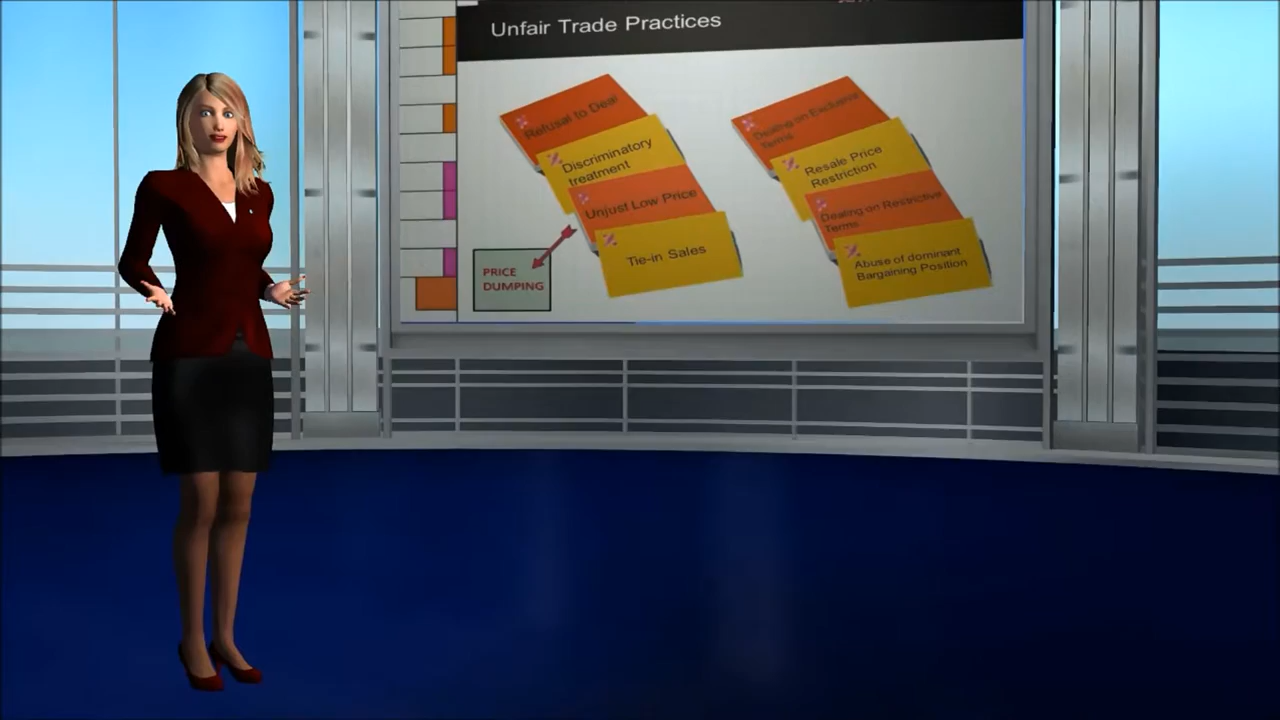 Unfair Trade Practices
Refusal to Deal
Discriminatory
treatment
Unjust Low Price
Tie-in Sales
PRICE
DUMPING
Dealing on Exclusive
Terms
Resale Price
Restriction
Dealing on Restrictive
Terms
Abuse of dominant
Bargaining Position